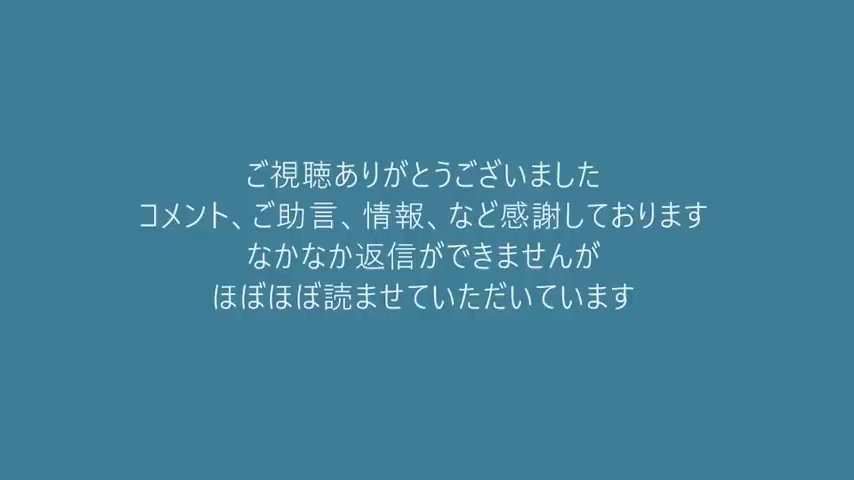 ご視聴ありがとうございました
コメント、ご助言、情報、など感謝しております
なかなか返信ができませんが
ほぼほぼ読ませていただいています